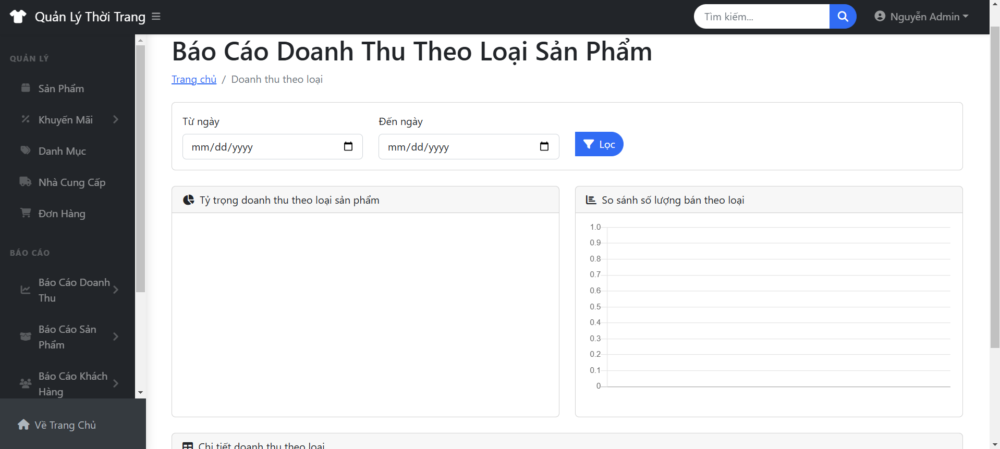 Quản Lý Thời Trang
Tìm kiếm...
Nguyễn Admin
QUẢN LÝ
Sản Phẩm
Khuyến Mãi
Danh Mục
Nhà Cung Cấp
Đơn Hàng
BÁO CÁO
Báo Cáo Doanh
Thu
Báo Cáo Sản
Phẩm
Báo Cáo Khách
Hàng
Về Trang Chủ
Báo Cáo Doanh Thu Theo Loại Sản Phẩm
Trang chủ / Doanh thu theo loại
Từ ngày
mm/dd/yyyy
Đến ngày
mm/dd/yyyy
Lọc
Tỷ trọng doanh thu theo loại sản phẩm
So sánh số lượng bán theo loại
1.0
0.9
0.8
0.7
0.6
0.5
0.4
0.3
0.2
0.1
0
Chi tiết doanh thu theo loại